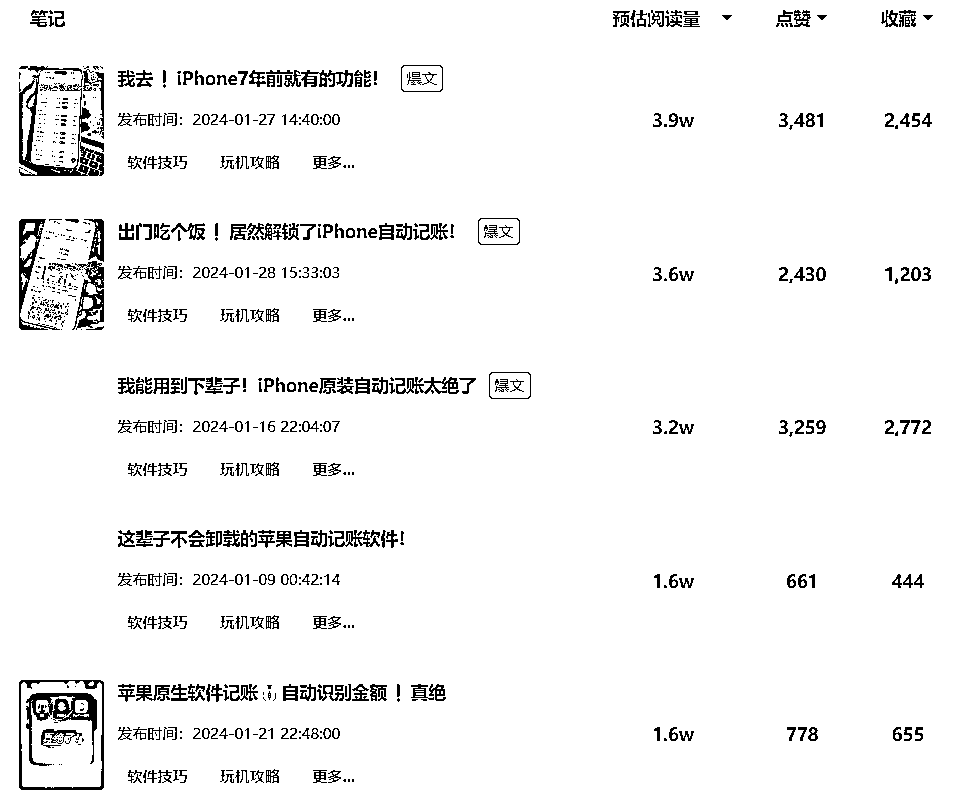 笔记 预估阅读量 点赞 收藏
我去！iPhone7年前就有的功能! 爆文
发布时间：2024-01-27 14:40:00 3.9w 3,481 2,454
软件技巧 玩机攻略 更多...
出门吃个饭！居然解锁了iPhone自动记账! 爆文
发布时间：2024-01-28 15:33:03 3.6w 2,430 1,203
软件技巧 玩机攻略 更多...
我能用到下辈子! iPhone原装自动记账太绝了 爆文
发布时间：2024-01-16 22:04:07 3.2w 3,259 2,772
软件技巧 玩机攻略 更多...
这辈子不会卸载的苹果自动记账软件!
发布时间：2024-01-09 00:42:14 1.6w 661 444
软件技巧 玩机攻略 更多...
苹果原生软件记账 自动识别金额！真绝
发布时间：2024-01-21 22:48:00 1.6w 778 655
软件技巧 玩机攻略 更多...